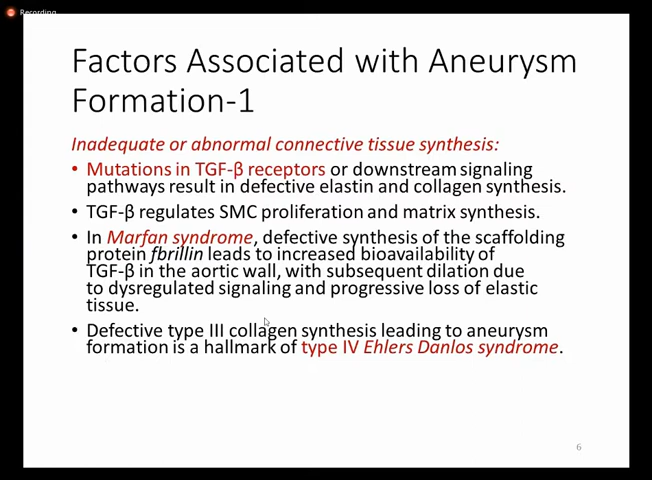 Recording
Factors Associated with Aneurysm
Formation-1
Inadequate or abnormal connective tissue synthesis:
• Mutations in TGF-β receptors or downstream signaling
pathways result in defective elastin and collagen synthesis.
• TGF-β regulates SMC proliferation and matrix synthesis.
• In Marfan syndrome, defective synthesis of the scaffolding
protein fbrillin leads to increased bioavailability of
TGF-β in the aortic wall, with subsequent dilation due
to dysregulated signaling and progressive loss of elastic
tissue.
• Defective type III collagen synthesis leading to aneurysm
formation is a hallmark of type IV Ehlers Danlos syndrome.
6